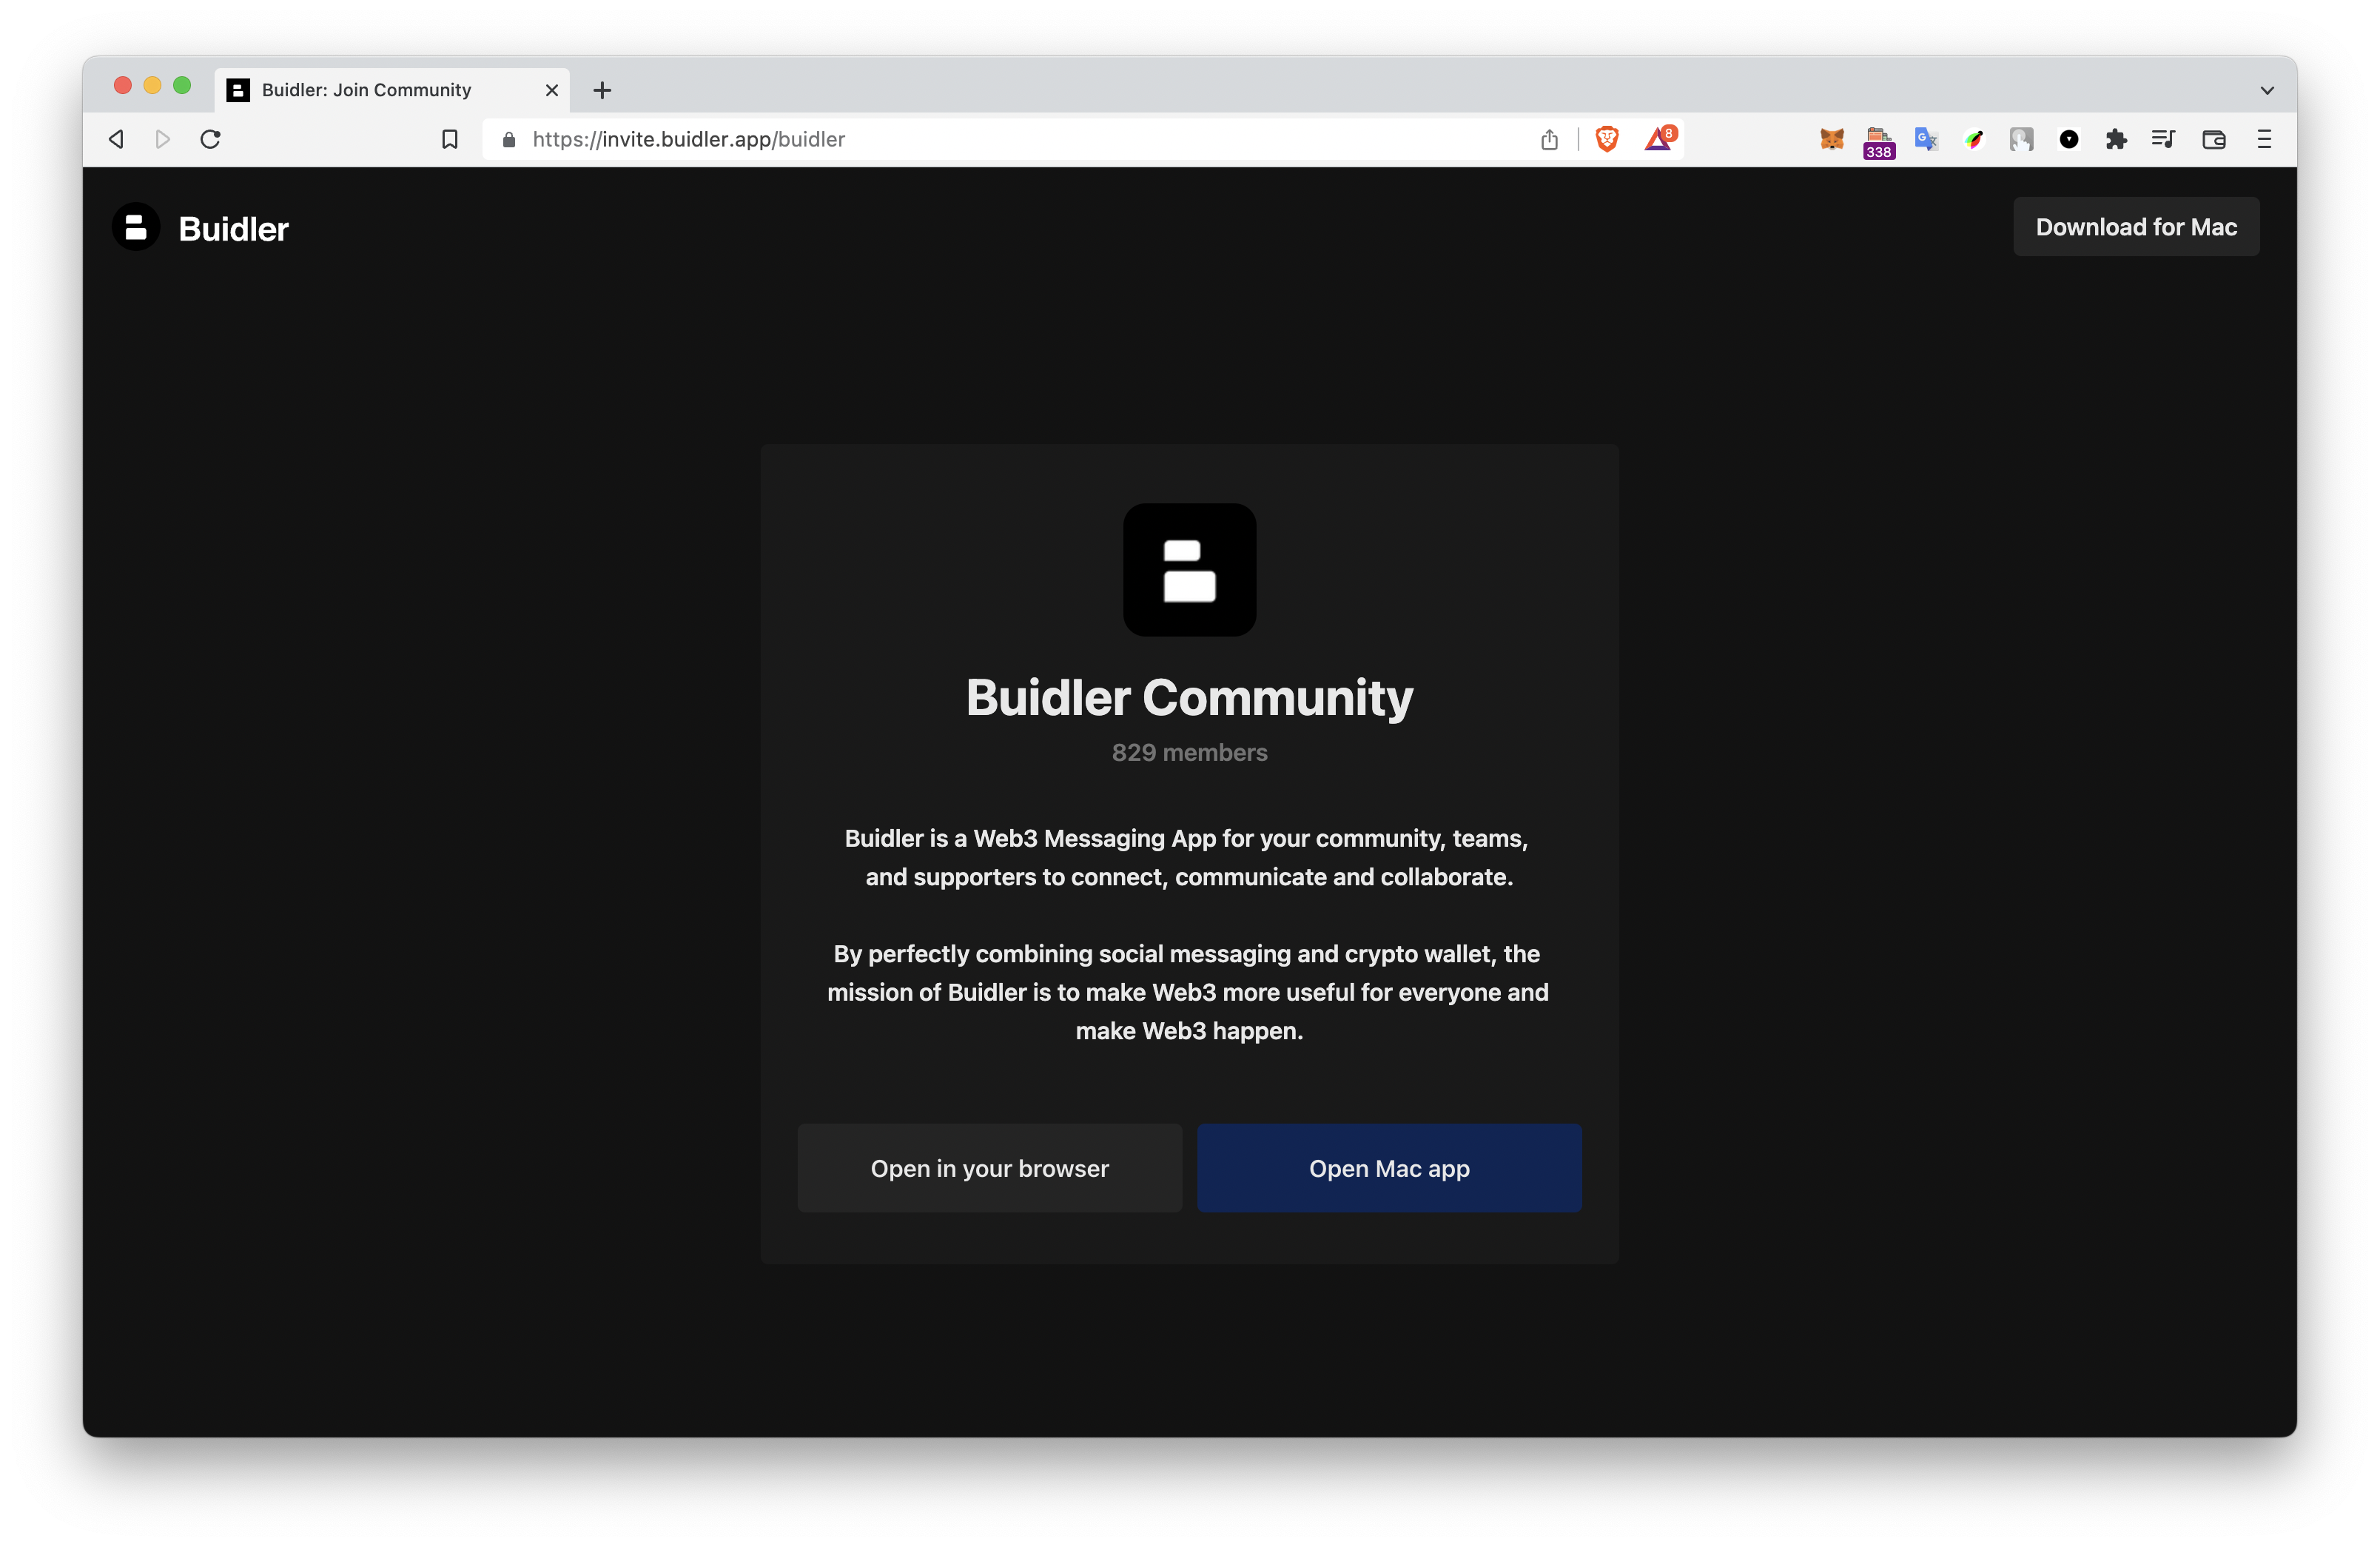 Buidler: Join Community
https://invite.buidler.app/buidler
8
338
Buidler
Download for Mac
Buidler Community
829 members
Buidler is a Web3 Messaging App for your community, teams,
and supporters to connect, communicate and collaborate.
By perfectly combining social messaging and crypto wallet, the
mission of Buidler is to make Web3 more useful for everyone and
make Web3 happen.
Open in your browser
Open Mac app